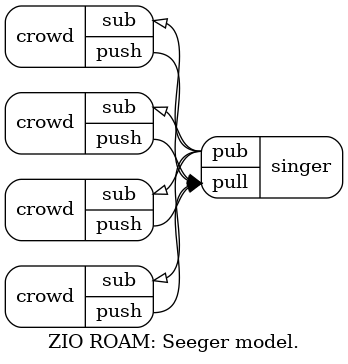 crowd
sub
push
crowd
sub
push
crowd
sub
push
crowd
sub
push
pub
pull
singer
ZIO ROAM: Seeger model.